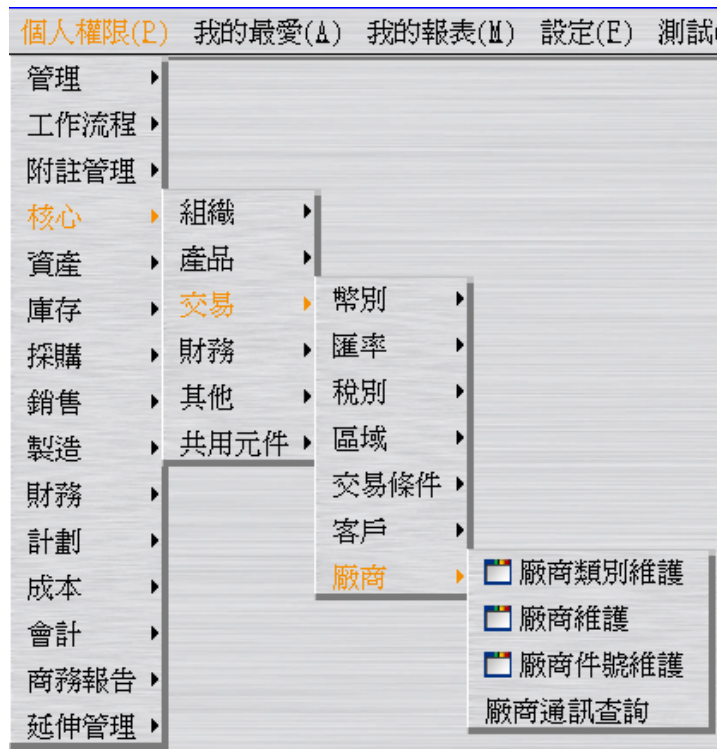 個人權限(P) 我的最愛(A) 我的報表(M) 設定(E) 測試(
管理
工作流程
附註管理
核心
資產
庫存
採購
銷售
製造
財務
計劃
成本
會計
商務報告
延伸管理
組織
產品
交易
財務
其他
共用元件
幣別
匯率
稅別
區域
交易條件
客戶
廠商
廠商類別維護
廠商維護
廠商件號維護
廠商通訊查詢